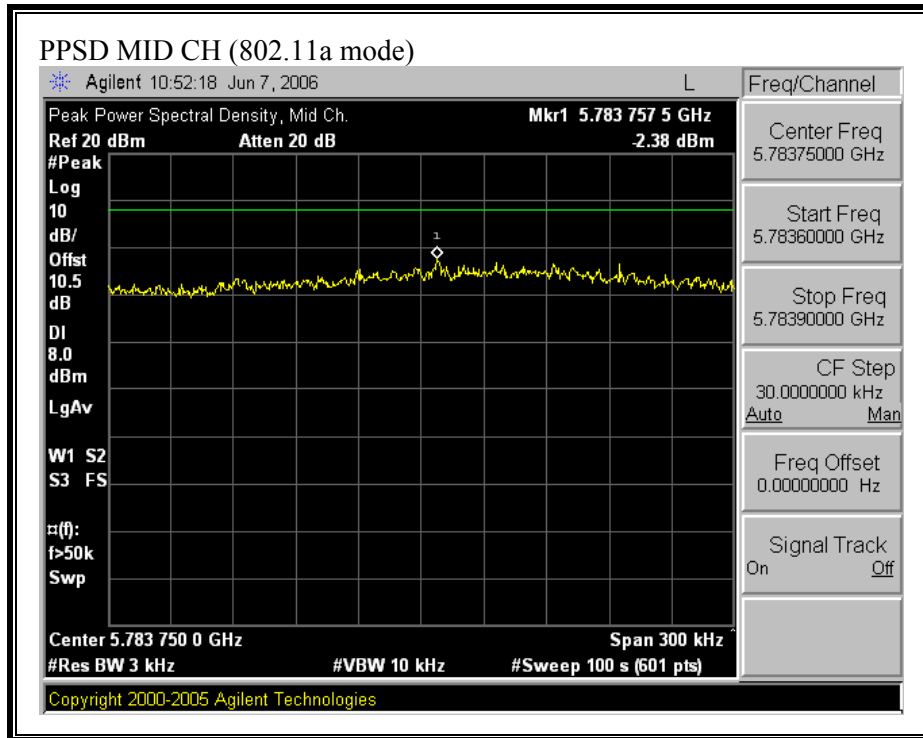 PPSD MID CH (802.11a mode)
Agilent 10:52:18 Jun 7, 2006 L
Peak Power Spectral Density, Mid Ch. Mkr1 5.783 757 5 GHz
Ref 20 dBm Atten 20 dB -2.38 dBm
#Peak
Log
10
dB/
Offst
10.5
dB
DI
8.0
dBm
LgAv
W1 S2
S3 FS
¤(f):
f>50k
Swp
1
Center 5.783 750 0 GHz Span 300 kHz
#Res BW 3 kHz #VBW 10 kHz #Sweep 100 s (601 pts)
Copyright 2000-2005 Agilent Technologies
Freq/Channel
Center Freq
5.78375000 GHz
Start Freq
5.78360000 GHz
Stop Freq
5.78390000 GHz
CF Step
30.0000000 kHz
Auto Man
Freq Offset
0.00000000 Hz
Signal Track
On Off